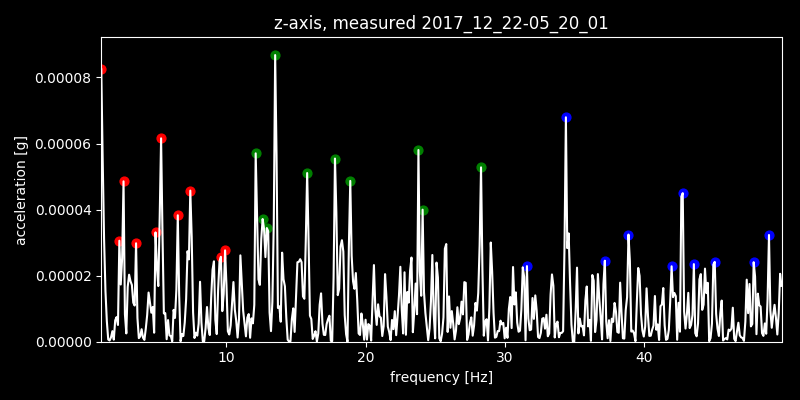 z-axis, measured 2017_12_22-05_20_01
0.00008
0.00006
0.00004
0.00002
0.00000
acceleration [g]
10 20 30 40
frequency [Hz]